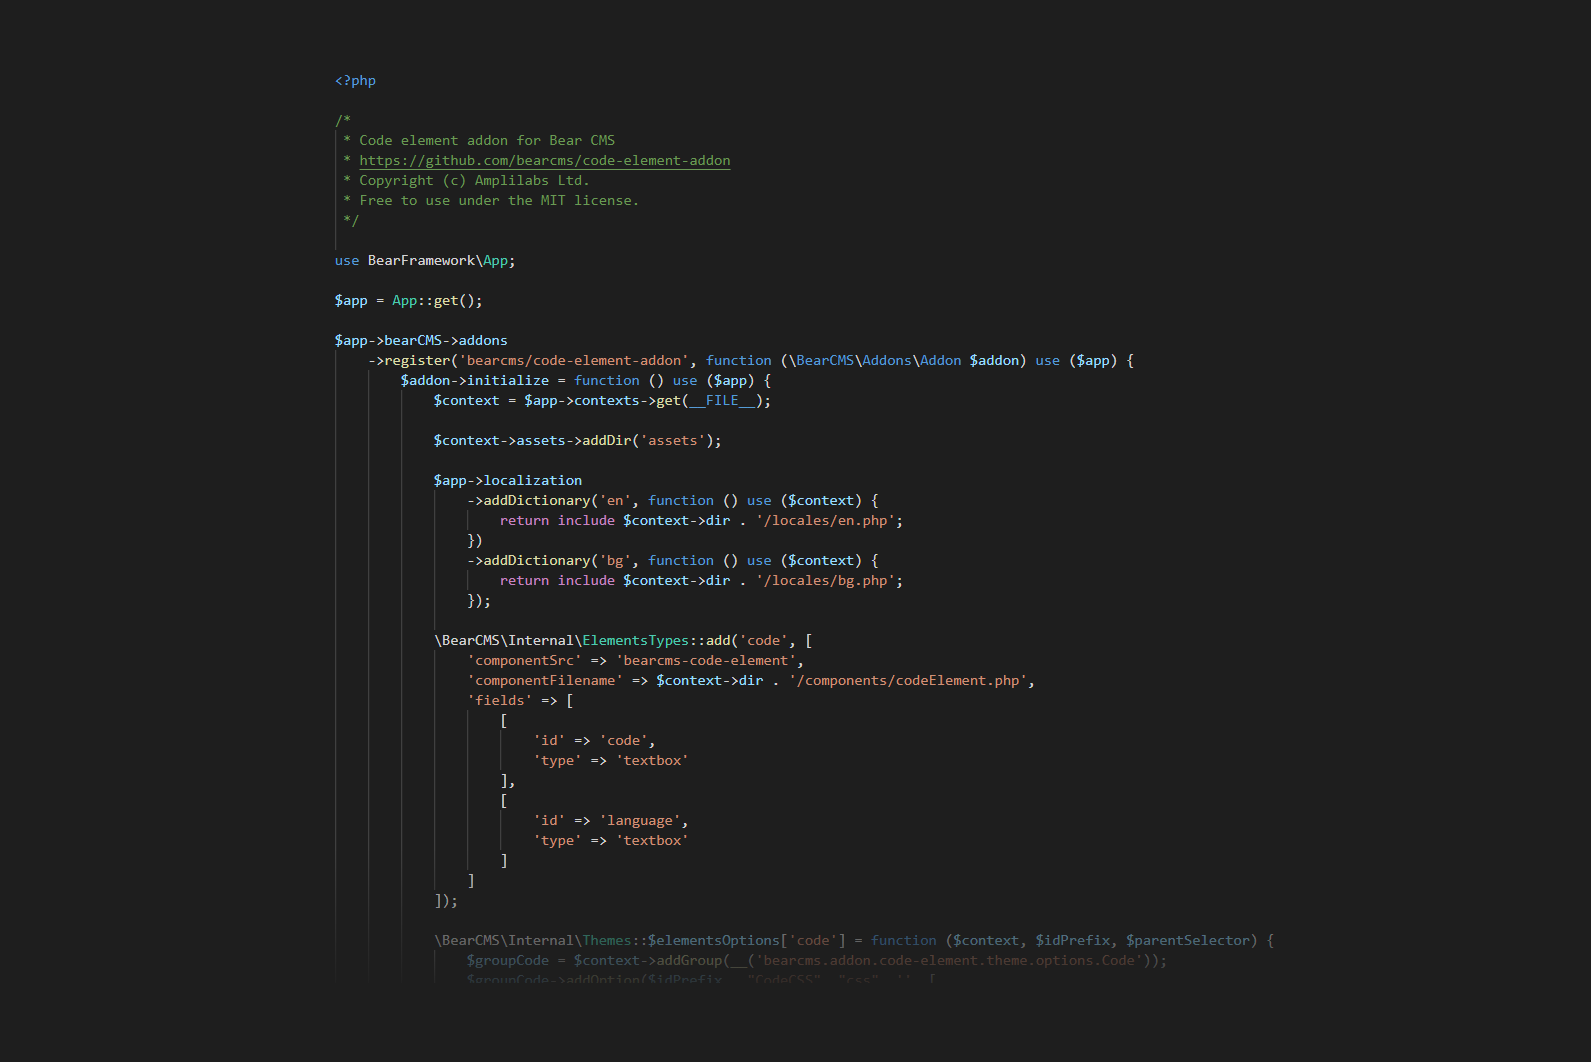 <?php
/*
 * Code element addon for Bear CMS
 * https://github.com/bearcms/code-element-addon
 * Copyright (c) Amplilabs Ltd.
 * Free to use under the MIT license.
 */
use BearFramework\App;
$app = App::get();
$app->bearCMS->addons
    ->register('bearcms/code-element-addon', function (\BearCMS\Addons\Addon $addon) use ($app) {
        $addon->initialize = function () use ($app) {
            $context = $app->contexts->get(__FILE__);
            $context->assets->addDir('assets');
            $app->localization
                ->addDictionary('en', function () use ($context) {
                    return include $context->dir . '/locales/en.php';
                })
                ->addDictionary('bg', function () use ($context) {
                    return include $context->dir . '/locales/bg.php';
                });
            \BearCMS\Internal\ElementsTypes::add('code', [
                'componentSrc' => 'bearcms-code-element',
                'componentFilename' => $context->dir . '/components/codeElement.php',
                'fields' => [
                    [
                        'id' => 'code',
                        'type' => 'textbox'
                    ],
                    [
                        'id' => 'language',
                        'type' => 'textbox'
                    ]
                ]
            ]);
            \BearCMS\Internal\Themes::$elementsOptions['code'] = function ($context, $idPrefix, $parentSelector) {
                $groupCode = $context->addGroup(__('bearcms.addon.code-element.theme.options.Code'));
                $groupCode->addOption($idPrefix . "CodeCSS", "css", '', [